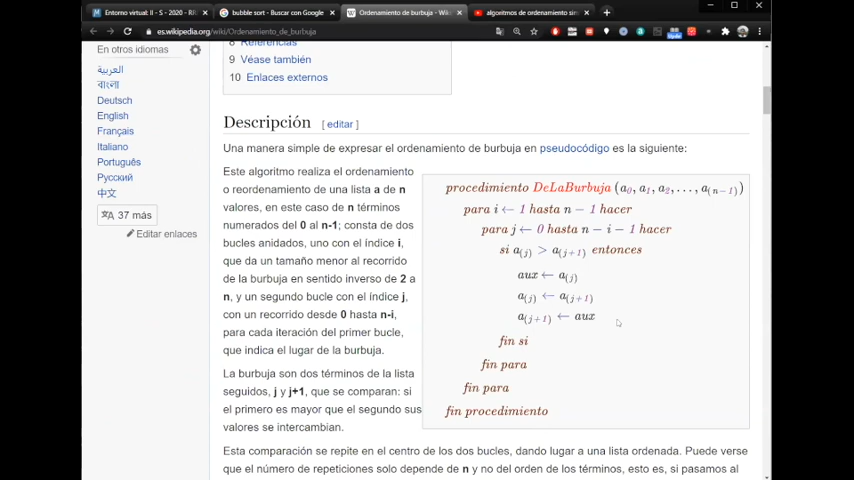 Entorno virtual: II - S - 2020 - RE
bubble sort - Buscar con Google
Ordenamiento de burbuja - Wiki
algoritmos de ordenamiento sim
es.wikipedia.org/wiki/Ordenamiento_de_burbuja
En otros idiomas
العربية
বাংলা
Deutsch
English
Français
Italiano
Português
Русский
中文
37 más
Editar enlaces
8 Referencias
9 Véase también
10 Enlaces externos
Descripción [ editar ]
Una manera simple de expresar el ordenamiento de burbuja en pseudocódigo es la siguiente:
Este algoritmo realiza el ordenamiento
o reordenamiento de una lista a de n
valores, en este caso de n términos
numerados del 0 al n-1; consta de dos
bucles anidados, uno con el índice i,
que da un tamaño menor al recorrido
de la burbuja en sentido inverso de 2 a
n, y un segundo bucle con el índice j,
con un recorrido desde 0 hasta n-i,
para cada iteración del primer bucle,
que indica el lugar de la burbuja.
La burbuja son dos términos de la lista
seguidos, j y j+1, que se comparan: si
el primero es mayor que el segundo sus
valores se intercambian.
procedimiento DeLaBurbuja (a₀, a₁, a₂, . . . , a₍ₙ₋₁₎)
para i ← 1 hasta n − 1 hacer
para j ← 0 hasta n − i − 1 hacer
si a(j) > a(j+1) entonces
aux ← a(j)
a(j) ← a(j+1)
a(j+1) ← aux
fin si
fin para
fin para
fin procedimiento
Esta comparación se repite en el centro de los dos bucles, dando lugar a una lista ordenada. Puede verse
que el número de repeticiones solo depende de n y no del orden de los términos, esto es, si pasamos al